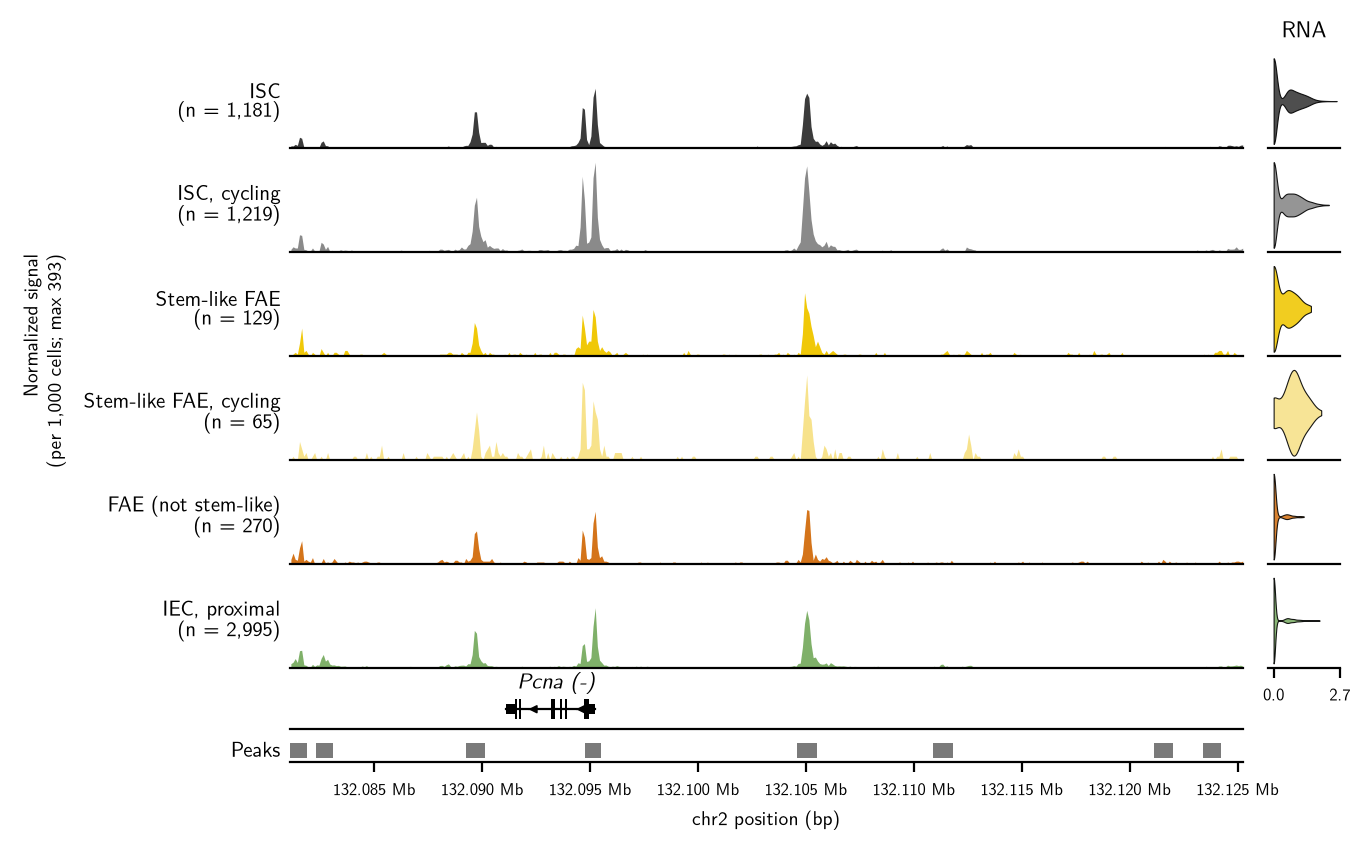 RNA
ISC
(n = 1,181)
ISC, cycling
(n = 1,219)
Stem-like FAE
(n = 129)
Stem-like FAE, cycling
(n = 65)
FAE (not stem-like)
(n = 270)
IEC, proximal
(n = 2,995)
Normalized signal
(per 1,000 cells; max 393)
0.0 2.7
Pcna (-)
Peaks
132.085 Mb 132.090 Mb 132.095 Mb 132.100 Mb 132.105 Mb 132.110 Mb 132.115 Mb 132.120 Mb 132.125 Mb
chr2 position (bp)